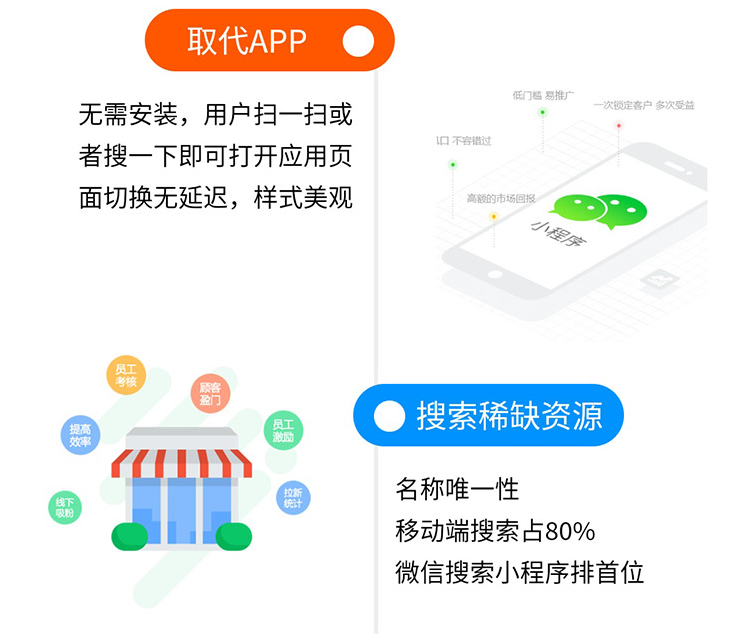 取代APP
无需安装，用户扫一扫或
者搜一下即可打开应用页
面切换无延迟，样式美观
低门槛 易推广
一次锁定客户 多次受益
口 不容错过
高额的市场回报
小程序
员工
考核
顾客
盈门
提高
效率
员工
激励
线下
吸粉
拉新
统计
搜索稀缺资源
名称唯一性
移动端搜索占80%
微信搜索小程序排首位